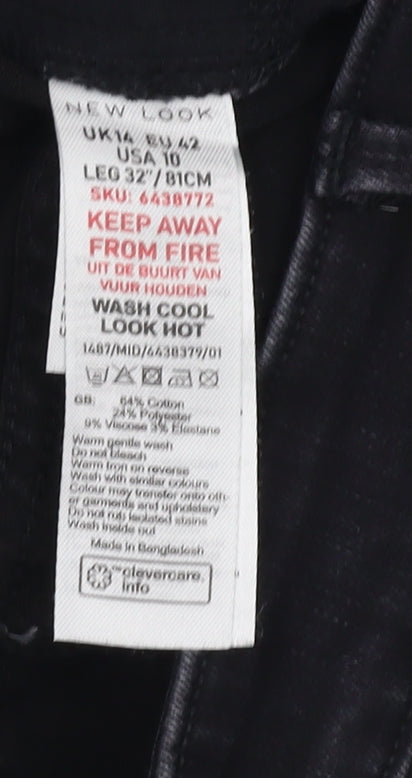 NEW LOOK
UK14 EU 42
USA 10
LEG 32"/81CM
SKU: 6438772
KEEP AWAY
FROM FIRE
UIT DE BUURT VAN
VUUR HOUDEN
WASH COOL
LOOK HOT
1487/MID/6438379/01
GB: 64% Cotton
24% Polyester
9% Viscose 3% Elastane
Warm gentle wash
Do not bleach
Warm iron on reverse
Wash with similar colours
Colour may transfer onto oth-
er garments and upholstery
Do not rub isolated stains
Wash inside out
Made in Bangladesh
clevercare.
info